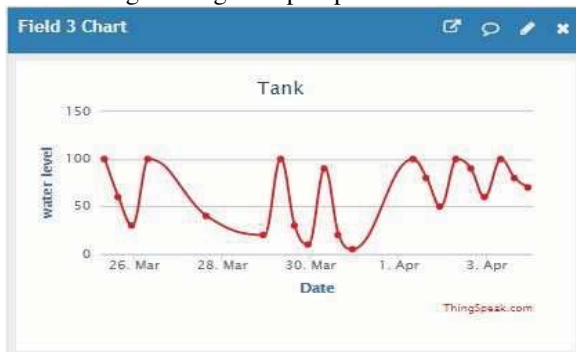 Field 3 Chart
Tank
150
100
50
0
water level
26. Mar
28. Mar
30. Mar
1. Apr
3. Apr
Date
ThingSpeak.com